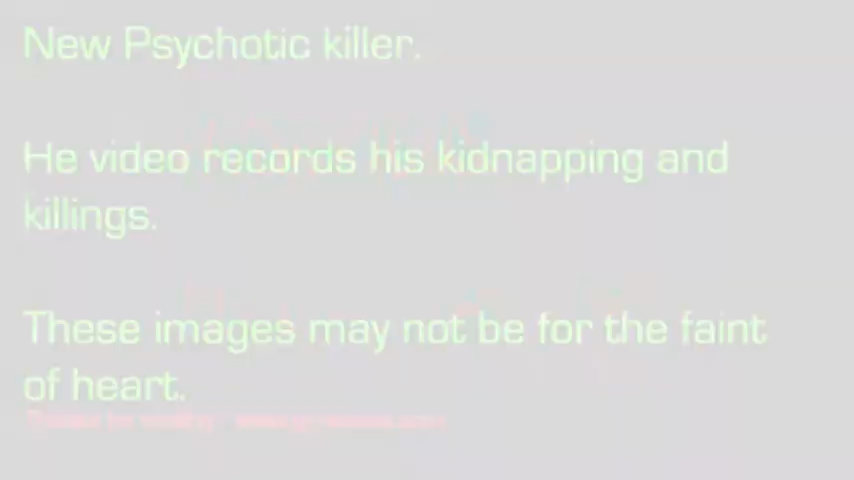 New Psychotic killer.
He video records his kidnapping and
killings.
These images may not be for the faint
of heart.